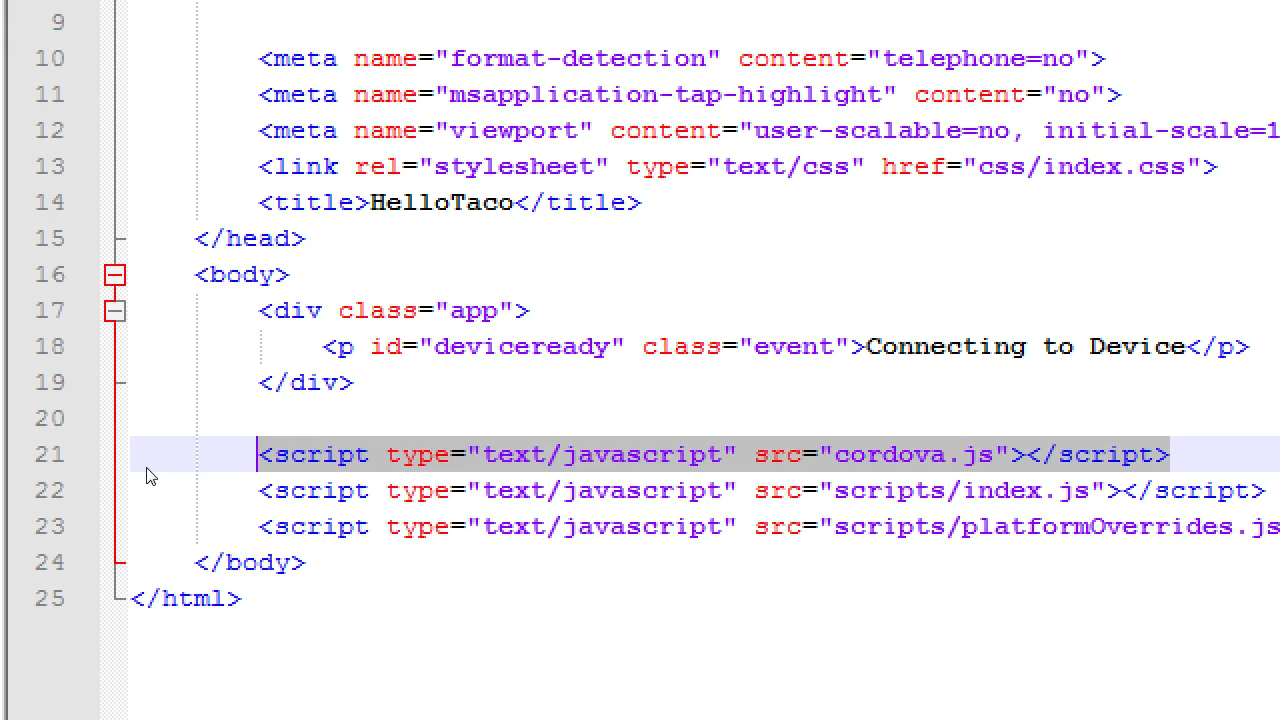 9
10 <meta name="format-detection" content="telephone=no">
11 <meta name="msapplication-tap-highlight" content="no">
12 <meta name="viewport" content="user-scalable=no, initial-scale=1
13 <link rel="stylesheet" type="text/css" href="css/index.css">
14 <title>HelloTaco</title>
15 </head>
16 <body>
17 <div class="app">
18 <p id="deviceready" class="event">Connecting to Device</p>
19 </div>
20
21 <script type="text/javascript" src="cordova.js"></script>
22 <script type="text/javascript" src="scripts/index.js"></script>
23 <script type="text/javascript" src="scripts/platformOverrides.js
24 </body>
25 </html>